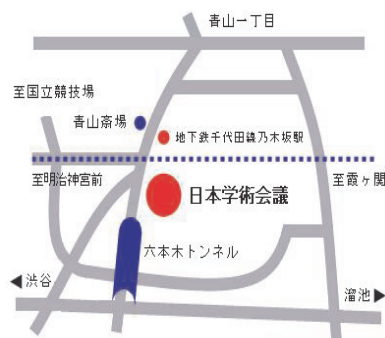 青山一丁目
至国立競技場
青山斎場
地下鉄千代田線乃木坂駅
至明治神宮前
日本学術会議
至霞ヶ関
六本木トンネル
渋谷
溜池